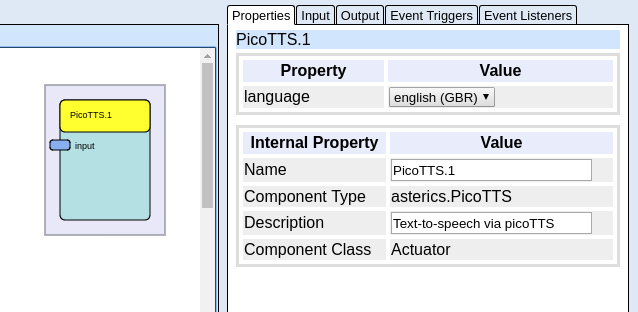 Properties Input Output Event Triggers Event Listeners
PicoTTS.1
Property Value
language english (GBR)
Internal Property Value
Name PicoTTS.1
Component Type asterics.PicoTTS
Description Text-to-speech via picoTTS
Component Class Actuator
PicoTTS.1
input